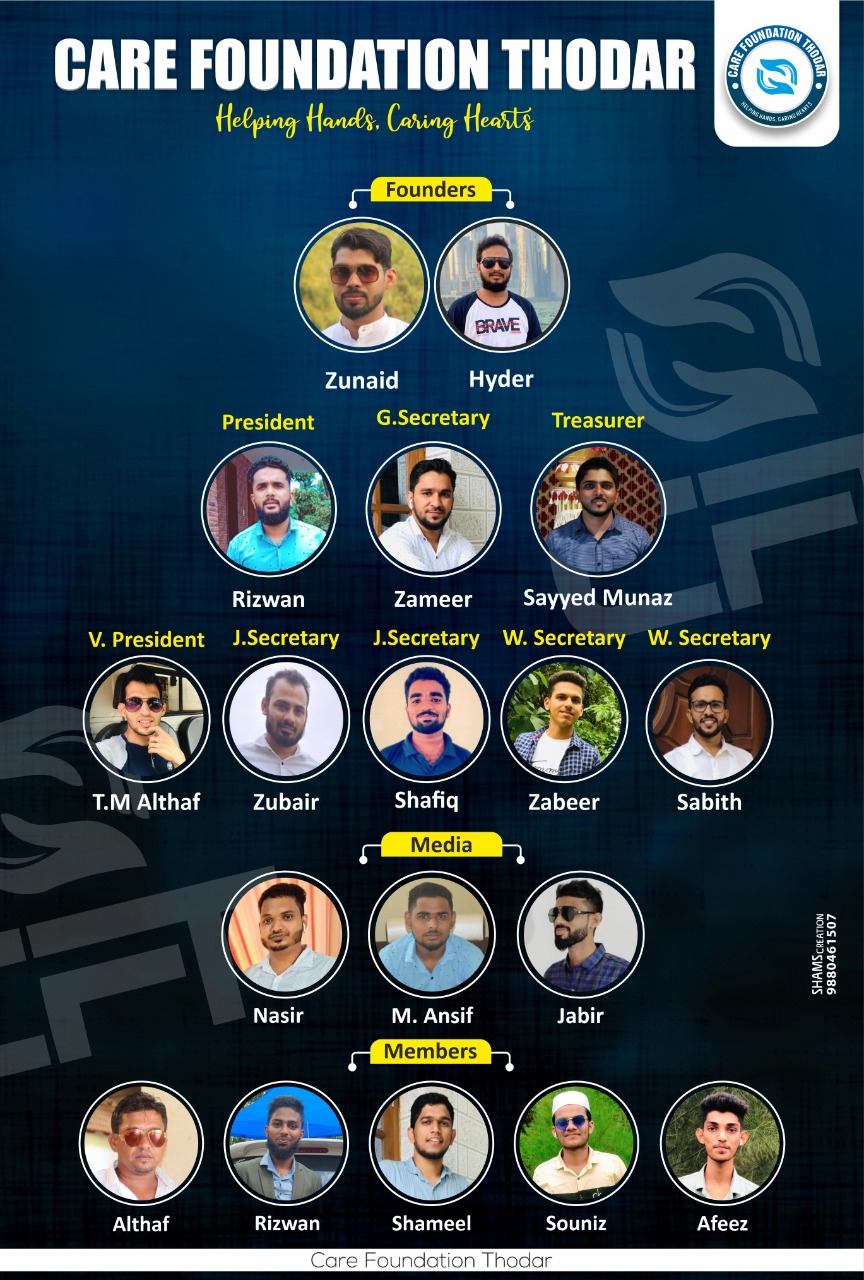 CARE FOUNDATION THODAR
Helping Hands, Caring Hearts
CARE FOUNDATION THODAR
HELPING HANDS, CARING HEARTS
Founders
BRAVE
Zunaid Hyder
President G.Secretary Treasurer
Rizwan Zameer Sayyed Munaz
V. President J.Secretary J.Secretary W. Secretary W. Secretary
T.M Althaf Zubair Shafiq Zabeer Sabith
Media
Nasir M. Ansif Jabir
SHAMSCREATION
9880461507
Members
Althaf Rizwan Shameel Souniz Afeez
Care Foundation Thodar